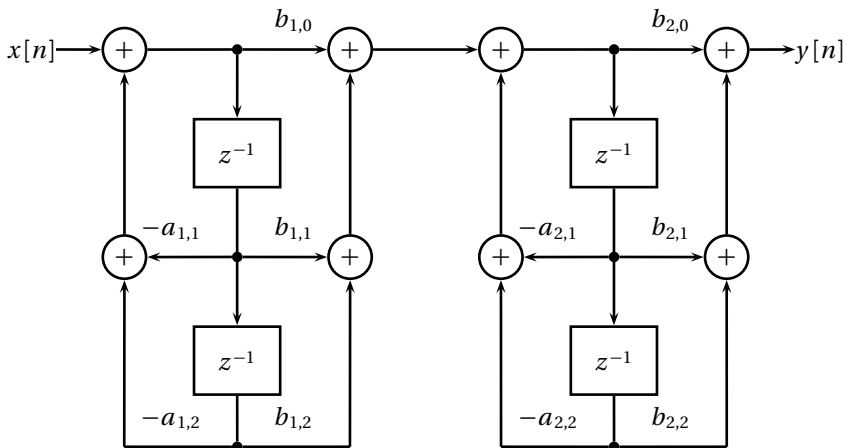 b₁,₀ b₂,₀
x[n] + + + + y[n]
z⁻¹ z⁻¹
−a₁,₁ b₁,₁ −a₂,₁ b₂,₁
+ + + +
z⁻¹ z⁻¹
−a₁,₂ b₁,₂ −a₂,₂ b₂,₂